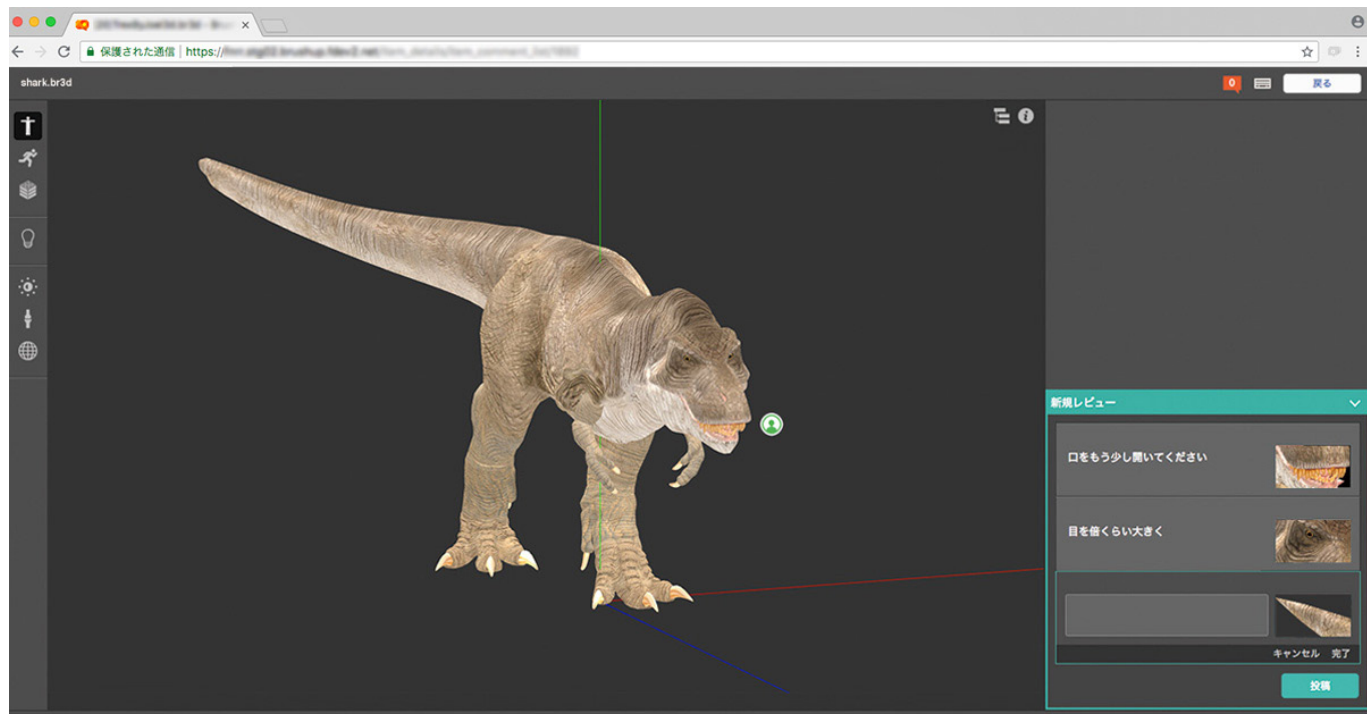 保護された通信 | https://
shark.br3d
0
戻る
新規レビュー
口をもう少し開いてください
目を倍くらい大きく
キャンセル 完了
投稿